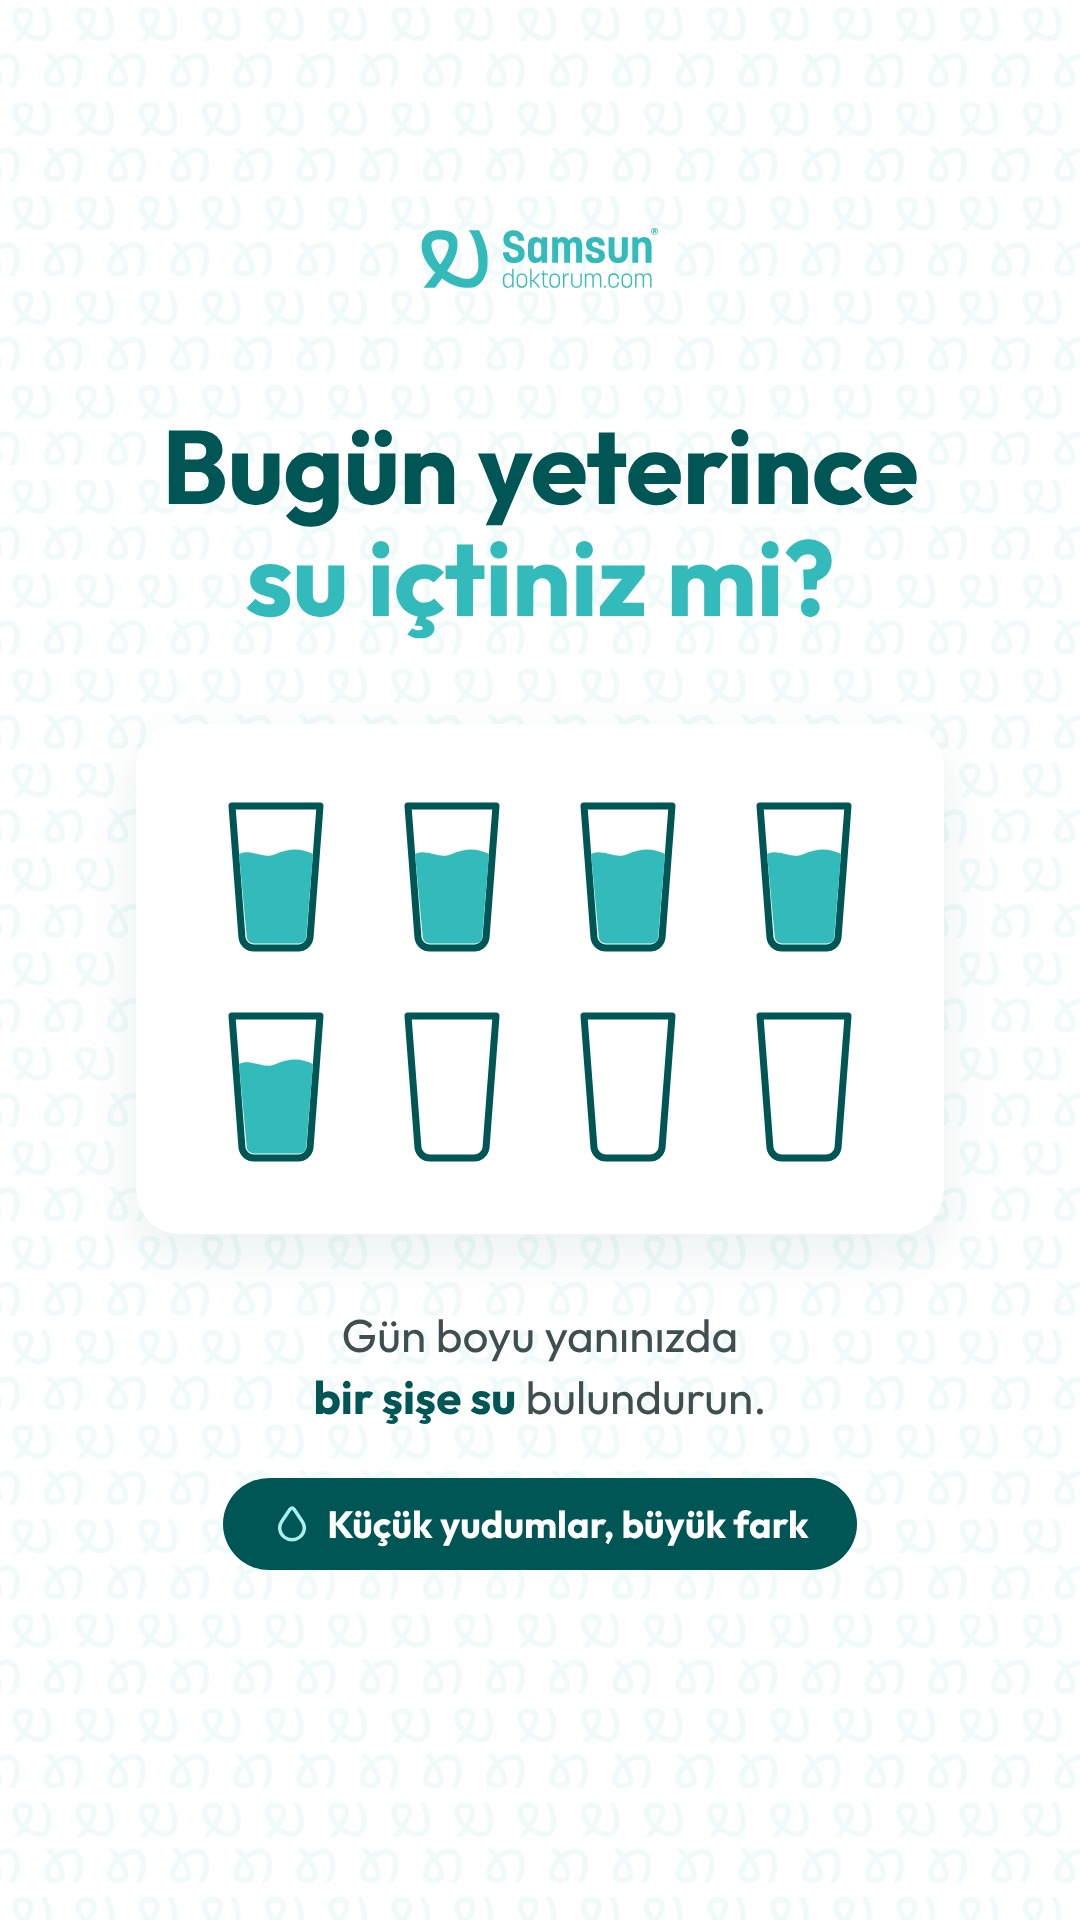 Samsun®
doktorum.com
Bugün yeterince
su içtiniz mi?
Gün boyu yanınızda
bir şişe su bulundurun.
Küçük yudumlar, büyük fark